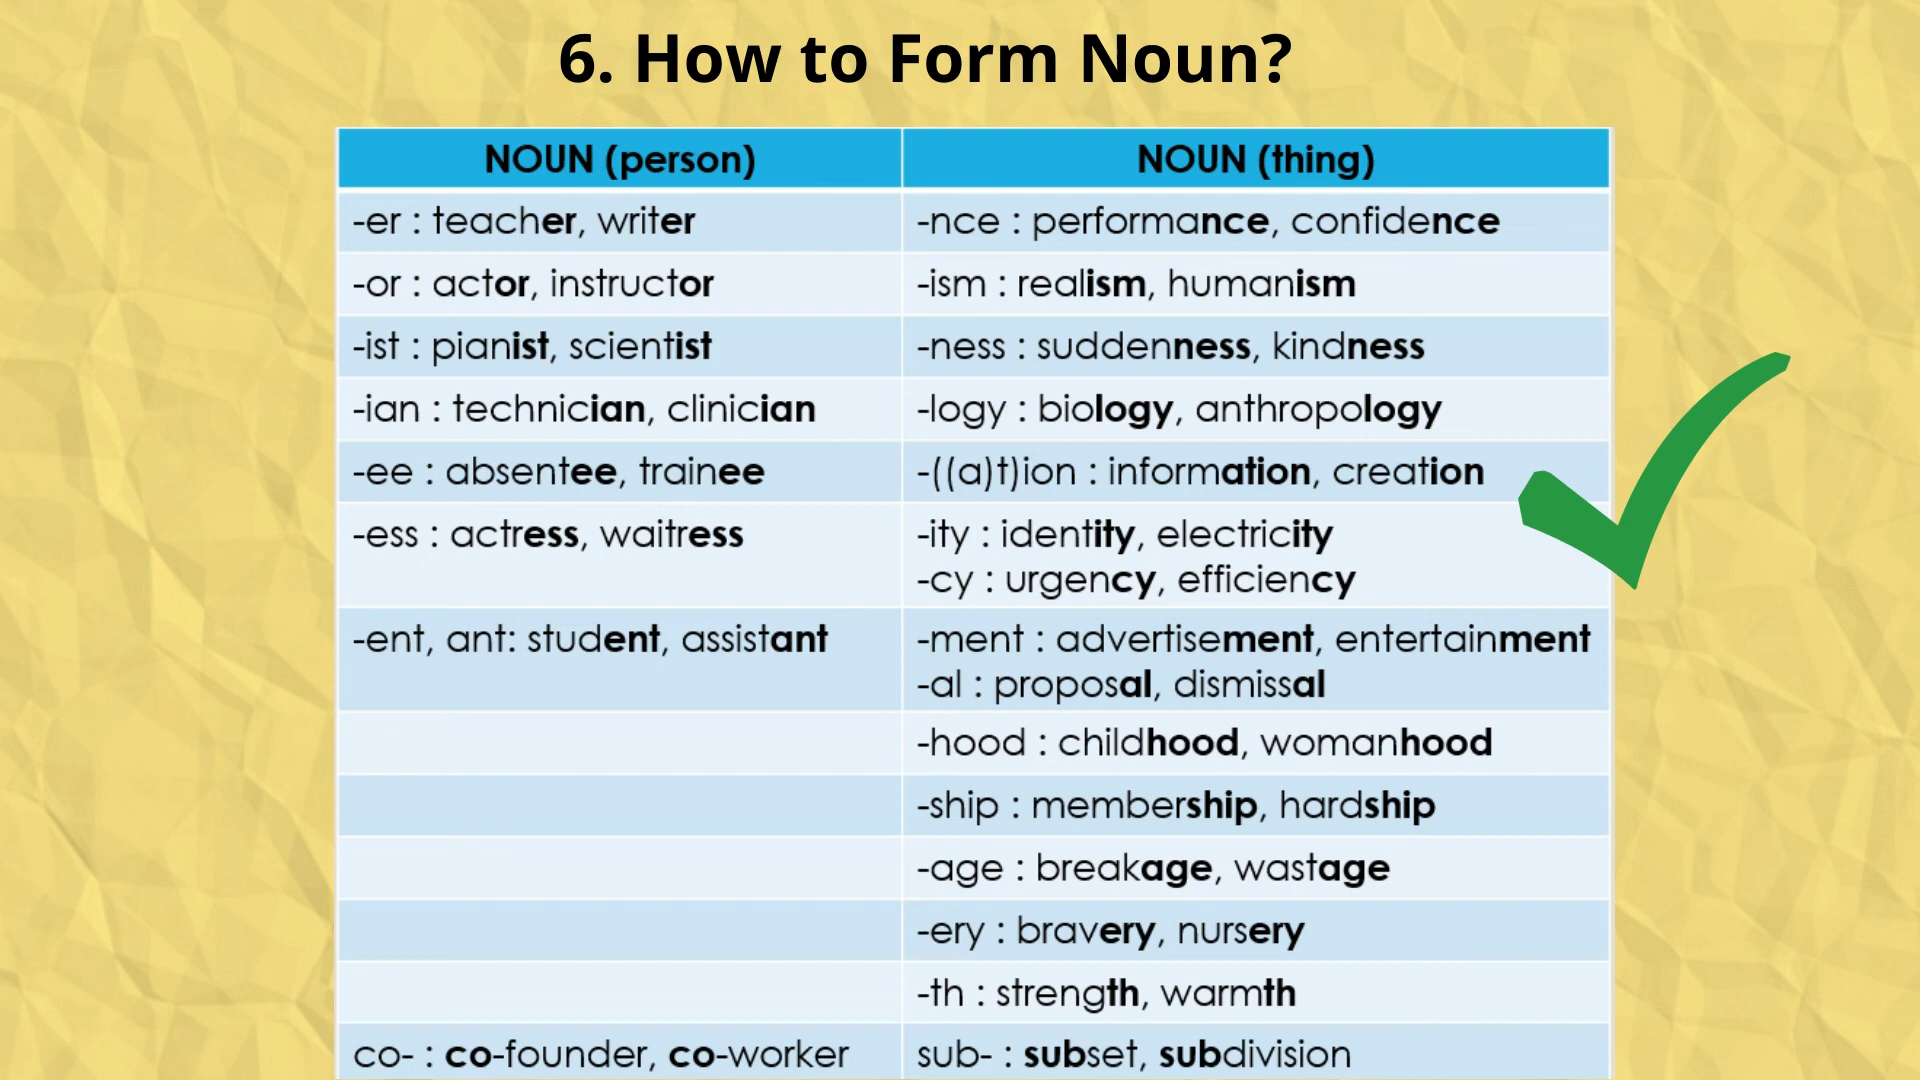 6. How to Form Noun?
NOUN (person) NOUN (thing)
-er : teacher, writer -nce : performance, confidence
-or : actor, instructor -ism : realism, humanism
-ist : pianist, scientist -ness : suddenness, kindness
-ian : technician, clinician -logy : biology, anthropology
-ee : absentee, trainee -((a)t)ion : information, creation
-ess : actress, waitress -ity : identity, electricity
-cy : urgency, efficiency
-ent, ant: student, assistant -ment : advertisement, entertainment
-al : proposal, dismissal
-hood : childhood, womanhood
-ship : membership, hardship
-age : breakage, wastage
-ery : bravery, nursery
-th : strength, warmth
co- : co-founder, co-worker sub- : subset, subdivision